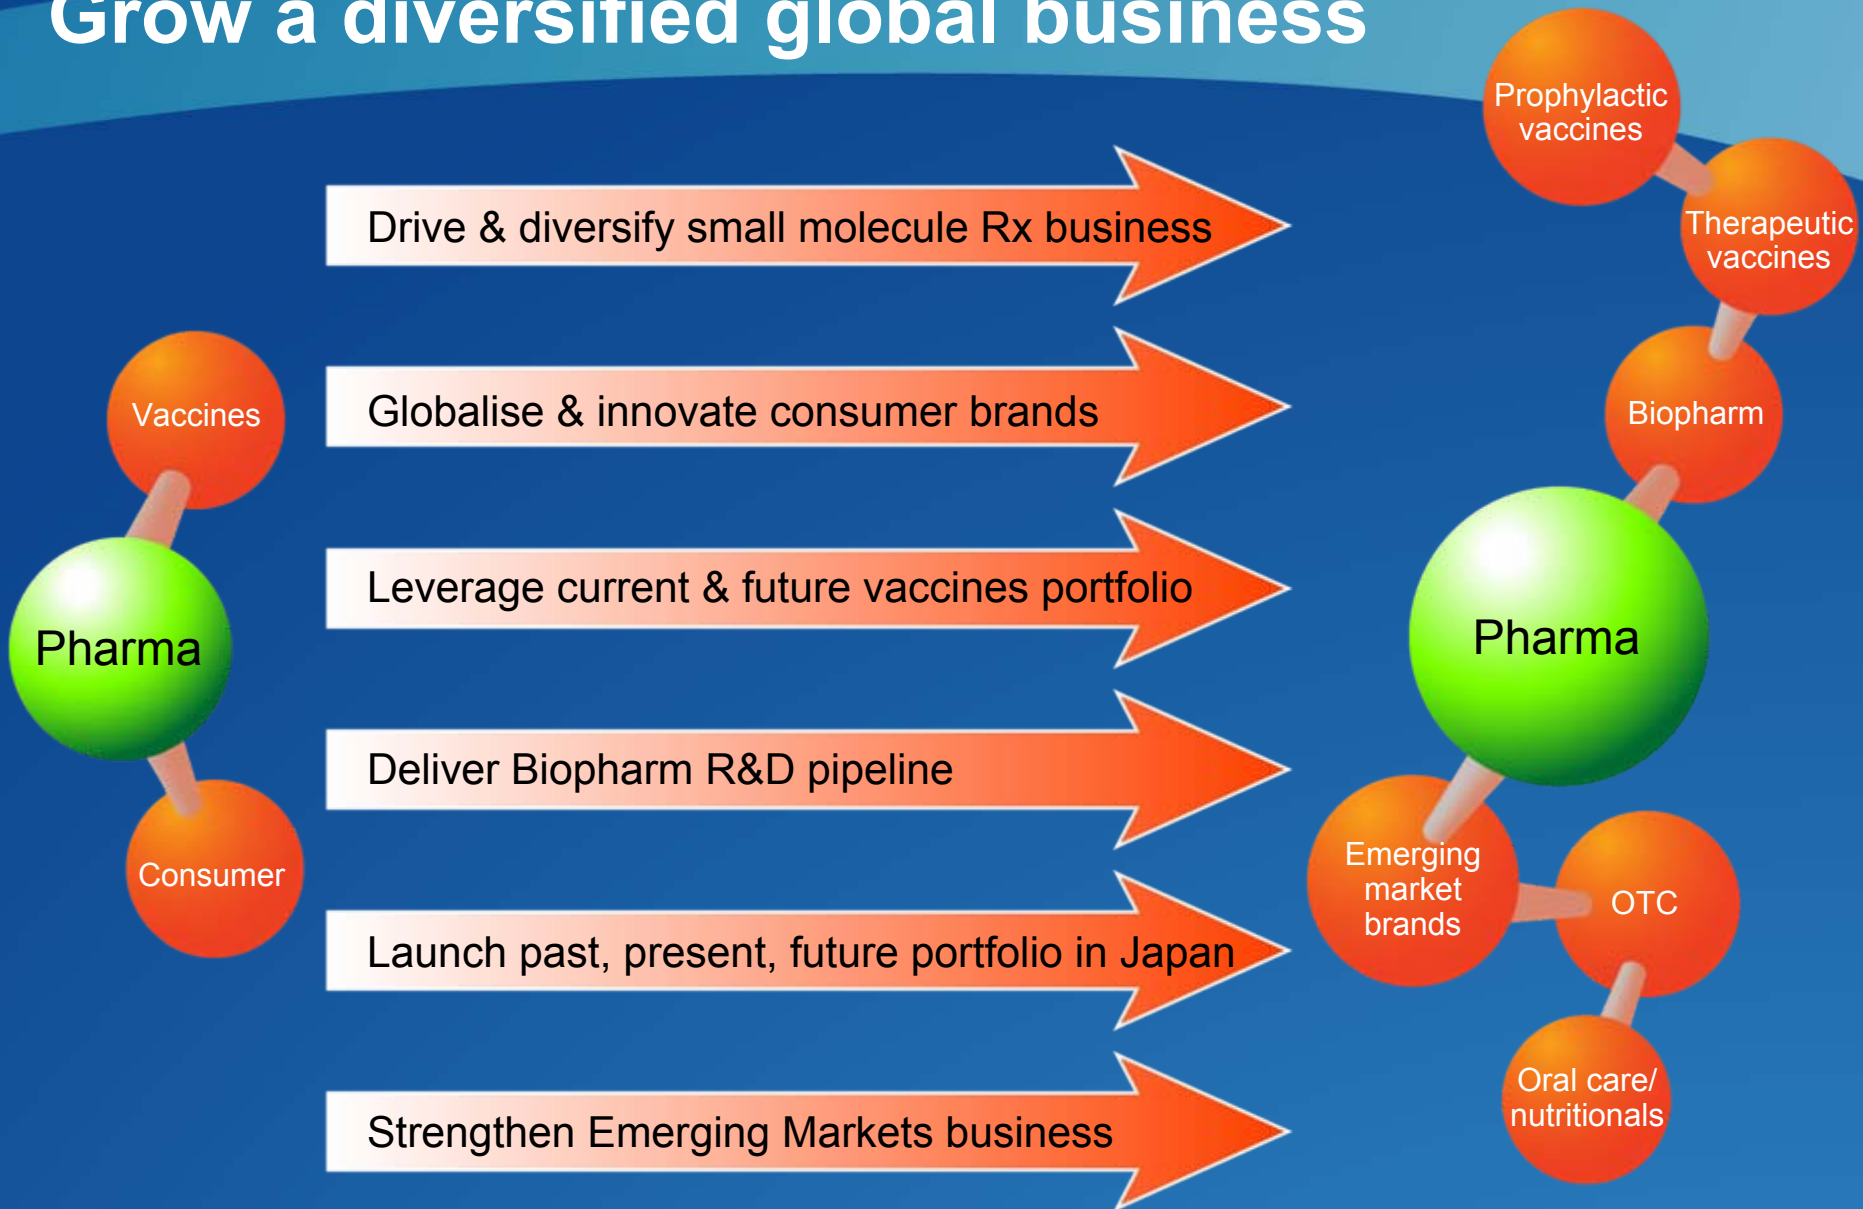 Grow a diversified global business
Vaccines
Pharma
Consumer
Drive & diversify small molecule Rx business
Globalise & innovate consumer brands
Leverage current & future vaccines portfolio
Deliver Biopharm R&D pipeline
Launch past, present, future portfolio in Japan
Strengthen Emerging Markets business
Prophylactic
vaccines
Therapeutic
vaccines
Biopharm
Pharma
Emerging
market
brands
OTC
Oral care/
nutritionals